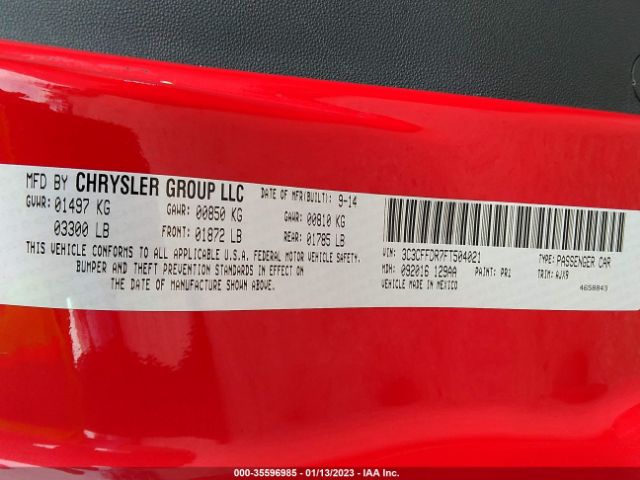 MFD BY CHRYSLER GROUP LLC DATE OF MFR(BUILT): 9-14
GVWR: 01497 KG GAWR: 00850 KG GAWR: 00810 KG
03300 LB FRONT: 01872 LB REAR: 01785 LB
THIS VEHICLE CONFORMS TO ALL APPLICABLE U.S.A. FEDERAL MOTOR VEHICLE SAFETY,
BUMPER AND THEFT PREVENTION STANDARDS IN EFFECT ON
THE DATE OF MANUFACTURE SHOWN ABOVE.
VIN: 3C3CFFDR7FT504021 TYPE: PASSENGER CAR
MDH: 092016 129AA PAINT: PR1 TRIM: AJX9
VEHICLE MADE IN MEXICO 4658843
000-35596985 - 01/13/2023 - IAA Inc.